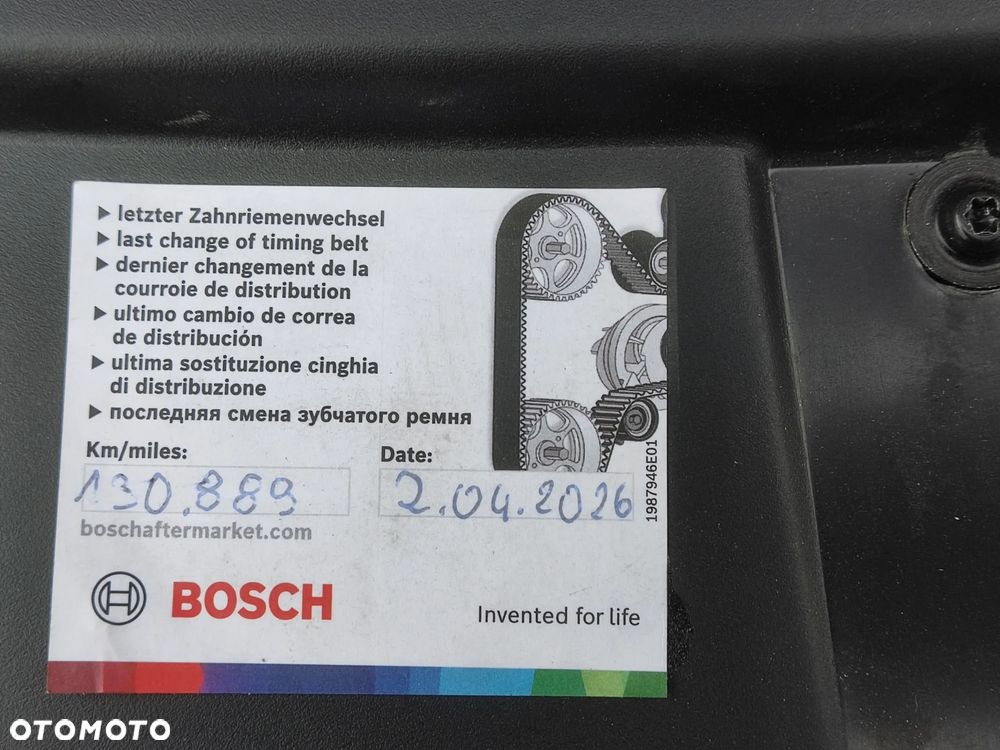 ▶ letzter Zahnriemenwechsel
▶ last change of timing belt
▶ dernier changement de la
courroie de distribution
▶ ultimo cambio de correa
de distribución
▶ ultima sostituzione cinghia
di distribuzione
▶ последняя смена зубчатого ремня
Km/miles: Date:
130.889 2.04.2026
boschaftermarket.com
1987946E01
BOSCH
Invented for life
OTOMOTO